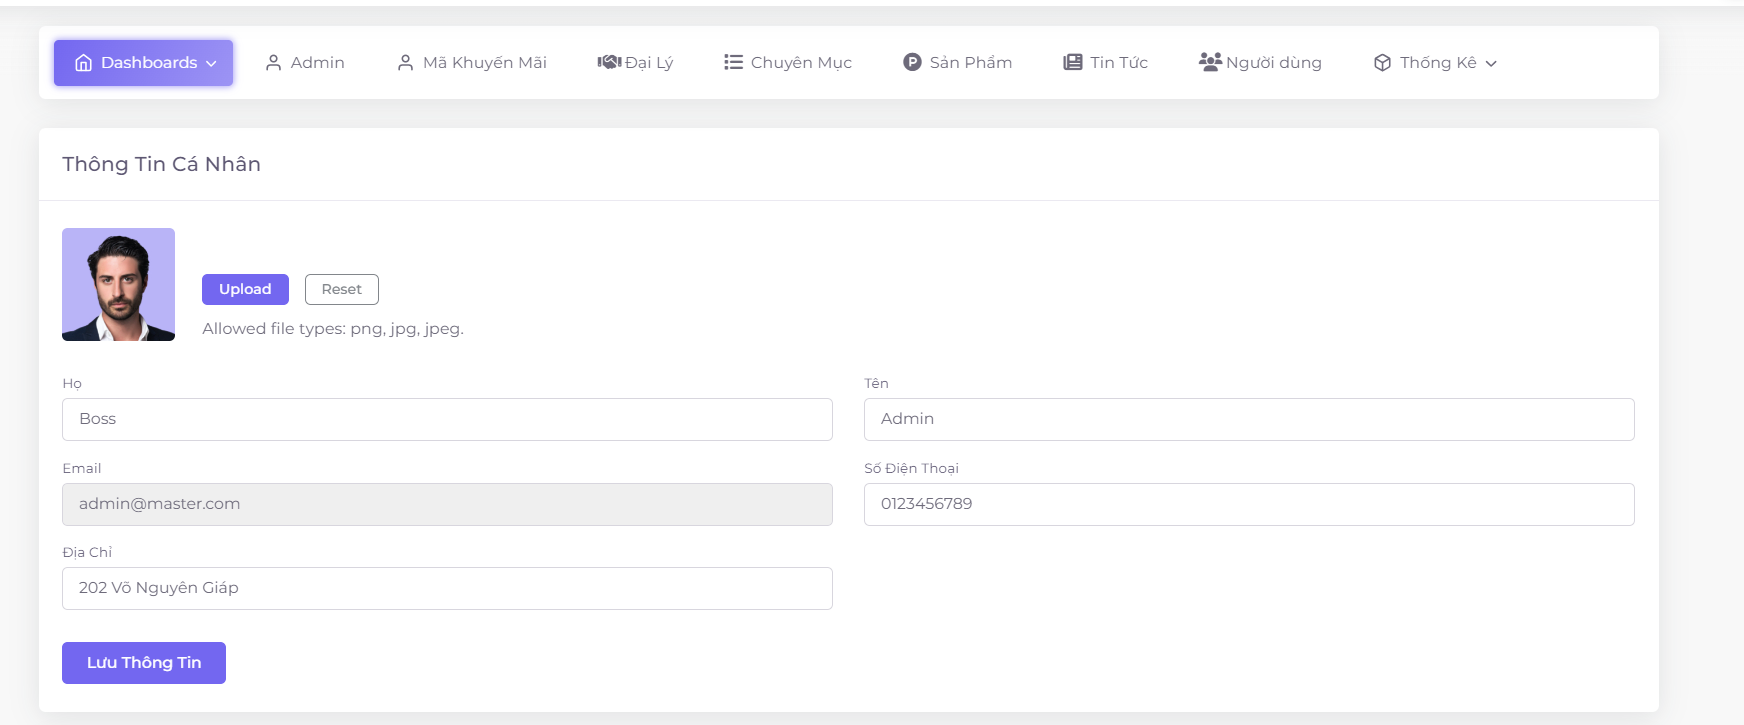 Dashboards Admin Mã Khuyến Mãi Đại Lý Chuyên Mục Sản Phẩm Tin Tức Người dùng Thống Kê
Thông Tin Cá Nhân
Upload Reset
Allowed file types: png, jpg, jpeg.
Họ Tên
Boss Admin
Email Số Điện Thoại
admin@master.com 0123456789
Địa Chỉ
202 Võ Nguyên Giáp
Lưu Thông Tin